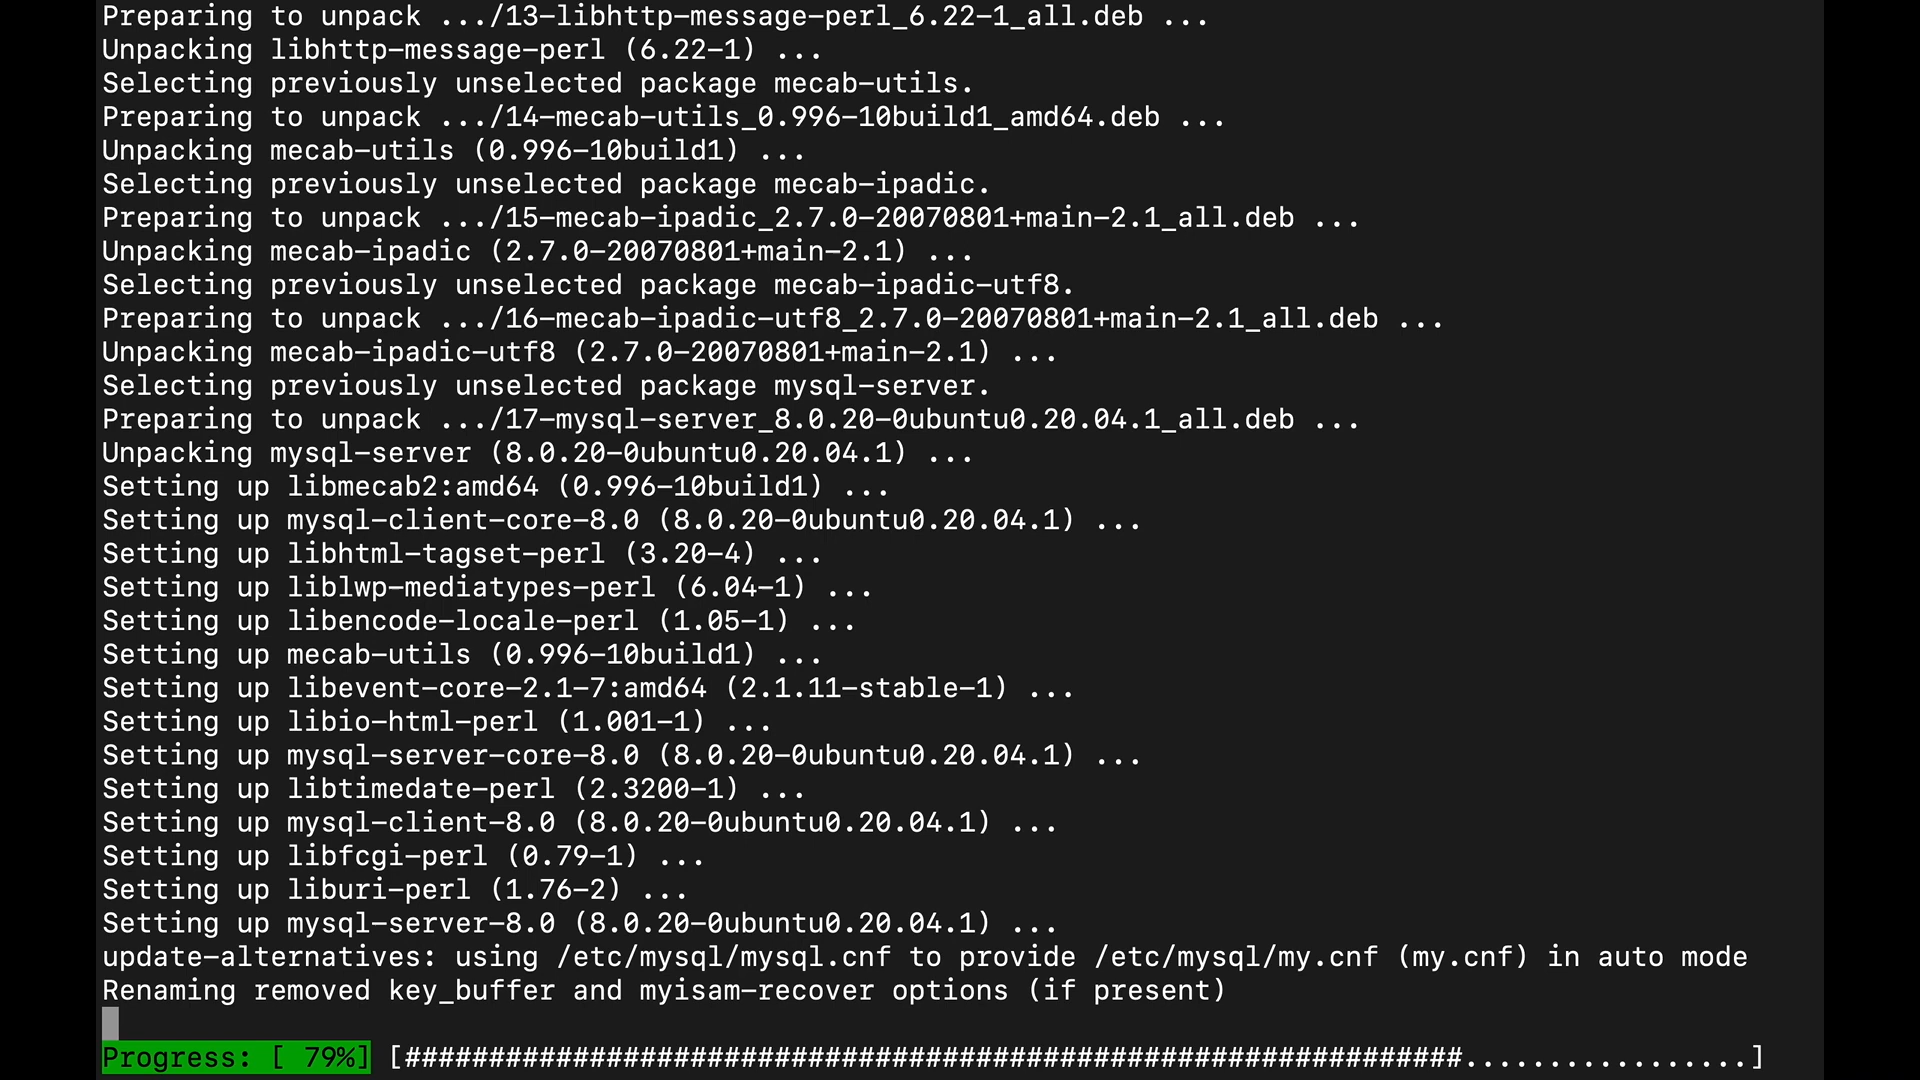 Preparing to unpack .../13-libhttp-message-perl_6.22-1_all.deb ...
Unpacking libhttp-message-perl (6.22-1) ...
Selecting previously unselected package mecab-utils.
Preparing to unpack .../14-mecab-utils_0.996-10build1_amd64.deb ...
Unpacking mecab-utils (0.996-10build1) ...
Selecting previously unselected package mecab-ipadic.
Preparing to unpack .../15-mecab-ipadic_2.7.0-20070801+main-2.1_all.deb ...
Unpacking mecab-ipadic (2.7.0-20070801+main-2.1) ...
Selecting previously unselected package mecab-ipadic-utf8.
Preparing to unpack .../16-mecab-ipadic-utf8_2.7.0-20070801+main-2.1_all.deb ...
Unpacking mecab-ipadic-utf8 (2.7.0-20070801+main-2.1) ...
Selecting previously unselected package mysql-server.
Preparing to unpack .../17-mysql-server_8.0.20-0ubuntu0.20.04.1_all.deb ...
Unpacking mysql-server (8.0.20-0ubuntu0.20.04.1) ...
Setting up libmecab2:amd64 (0.996-10build1) ...
Setting up mysql-client-core-8.0 (8.0.20-0ubuntu0.20.04.1) ...
Setting up libhtml-tagset-perl (3.20-4) ...
Setting up liblwp-mediatypes-perl (6.04-1) ...
Setting up libencode-locale-perl (1.05-1) ...
Setting up mecab-utils (0.996-10build1) ...
Setting up libevent-core-2.1-7:amd64 (2.1.11-stable-1) ...
Setting up libio-html-perl (1.001-1) ...
Setting up mysql-server-core-8.0 (8.0.20-0ubuntu0.20.04.1) ...
Setting up libtimedate-perl (2.3200-1) ...
Setting up mysql-client-8.0 (8.0.20-0ubuntu0.20.04.1) ...
Setting up libfcgi-perl (0.79-1) ...
Setting up liburi-perl (1.76-2) ...
Setting up mysql-server-8.0 (8.0.20-0ubuntu0.20.04.1) ...
update-alternatives: using /etc/mysql/mysql.cnf to provide /etc/mysql/my.cnf (my.cnf) in auto mode
Renaming removed key_buffer and myisam-recover options (if present)
Progress: [ 79%] [###############################################################.................]